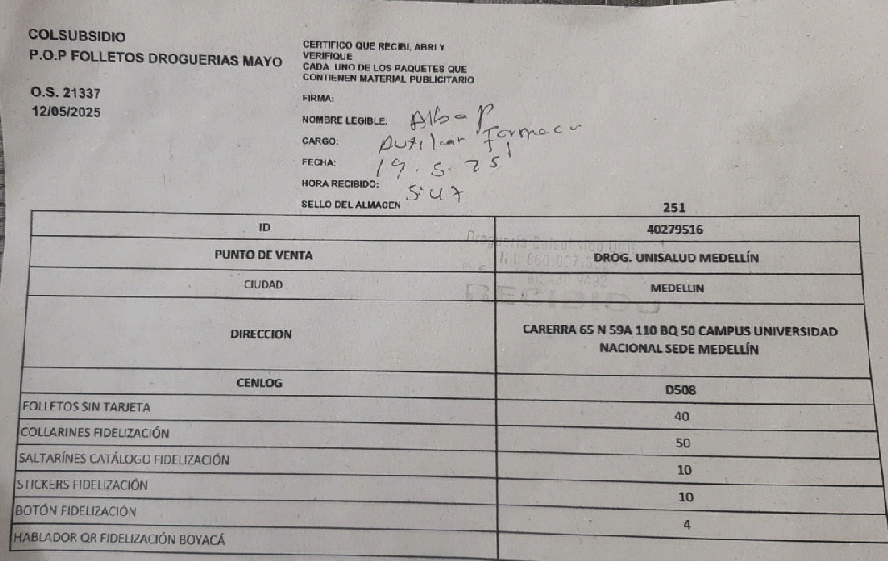 COLSUBSIDIO
P.O.P FOLLETOS DROGUERIAS MAYO
O.S. 21337
12/05/2025
CERTIFICO QUE RECIBI, ABRI Y
VERIFIQUE
CADA UNO DE LOS PAQUETES QUE
CONTIENEN MATERIAL PUBLICITARIO
FIRMA:
NOMBRE LEGIBLE: Alba P
CARGO: Auxiliar
FECHA: 19. 5. 25
HORA RECIBIDO: 5:47
SELLO DEL ALMACEN
251
ID 40279516
PUNTO DE VENTA DROG. UNISALUD MEDELLÍN
CIUDAD MEDELLIN
DIRECCION CARERRA 65 N 59A 110 BQ 50 CAMPUS UNIVERSIDAD
NACIONAL SEDE MEDELLÍN
CENLOG D508
FOLLETOS SIN TARJETA 40
COLLARINES FIDELIZACIÓN 50
SALTARÍNES CATÁLOGO FIDELIZACIÓN 10
STICKERS FIDELIZACIÓN 10
BOTÓN FIDELIZACIÓN 4
HABLADOR QR FIDELIZACIÓN BOYACÁ